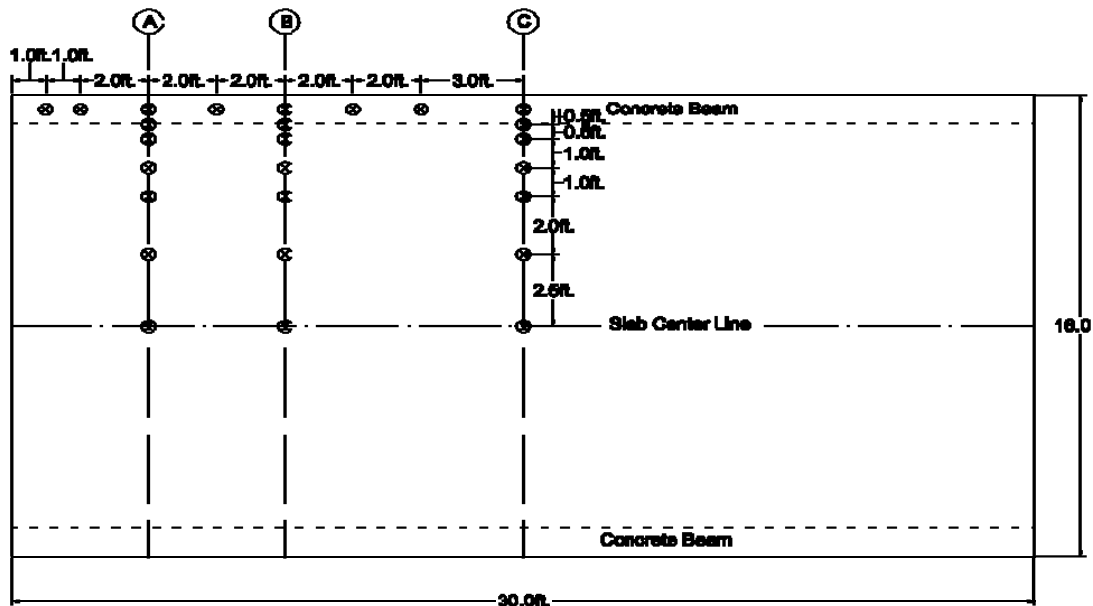 A B C
1.0ft. 1.0ft.
2.0ft. 2.0ft. 2.0ft. 2.0ft. 2.0ft. 3.0ft.
Concrete Beam
0.5ft.
0.5ft.
1.0ft.
1.0ft.
2.0ft.
2.5ft.
Slab Center Line
16.0
Concrete Beam
30.0ft.